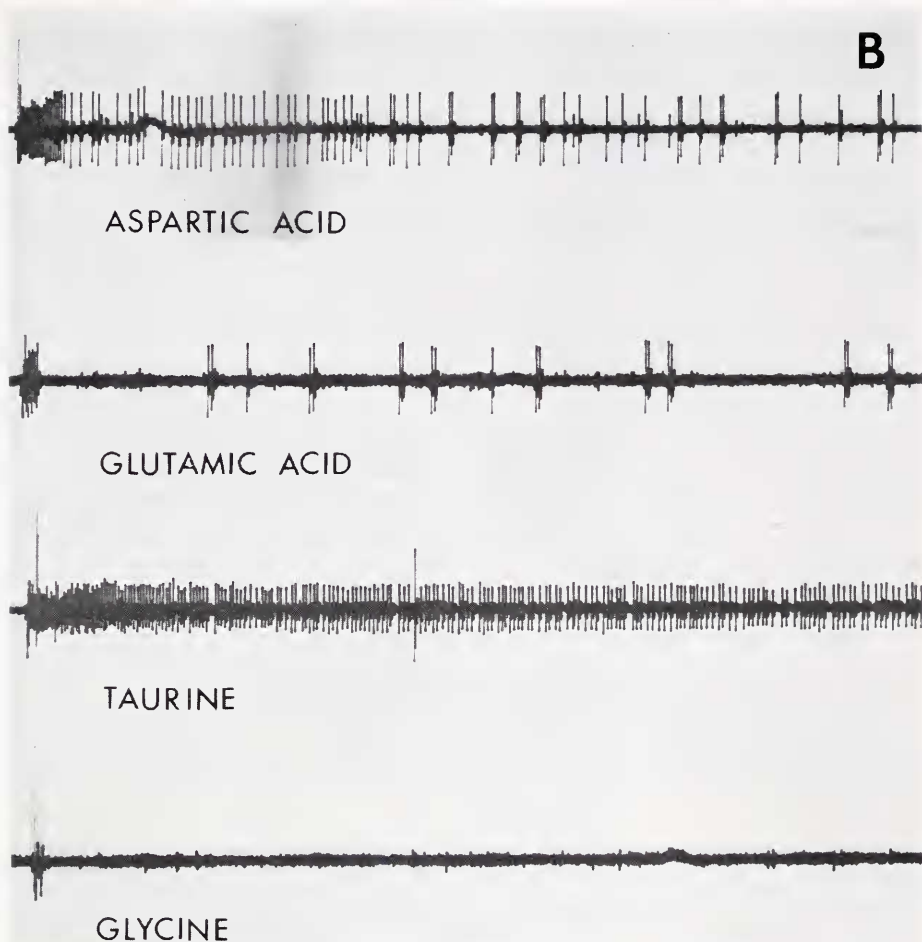 B
ASPARTIC ACID
GLUTAMIC ACID
TAURINE
GLYCINE